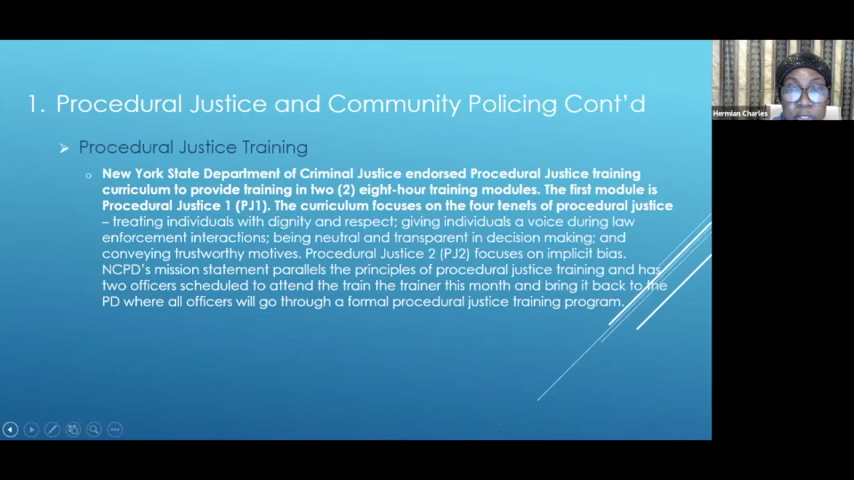 1. Procedural Justice and Community Policing Cont'd
Hermian Charles
Procedural Justice Training
New York State Department of Criminal Justice endorsed Procedural Justice training
curriculum to provide training in two (2) eight-hour training modules. The first module is
Procedural Justice 1 (PJ1). The curriculum focuses on the four tenets of procedural justice
– treating individuals with dignity and respect; giving individuals a voice during law
enforcement interactions; being neutral and transparent in decision making; and
conveying trustworthy motives. Procedural Justice 2 (PJ2) focuses on implicit bias.
NCPD's mission statement parallels the principles of procedural justice training and has
two officers scheduled to attend the train the trainer this month and bring it back to the
PD where all officers will go through a formal procedural justice training program.